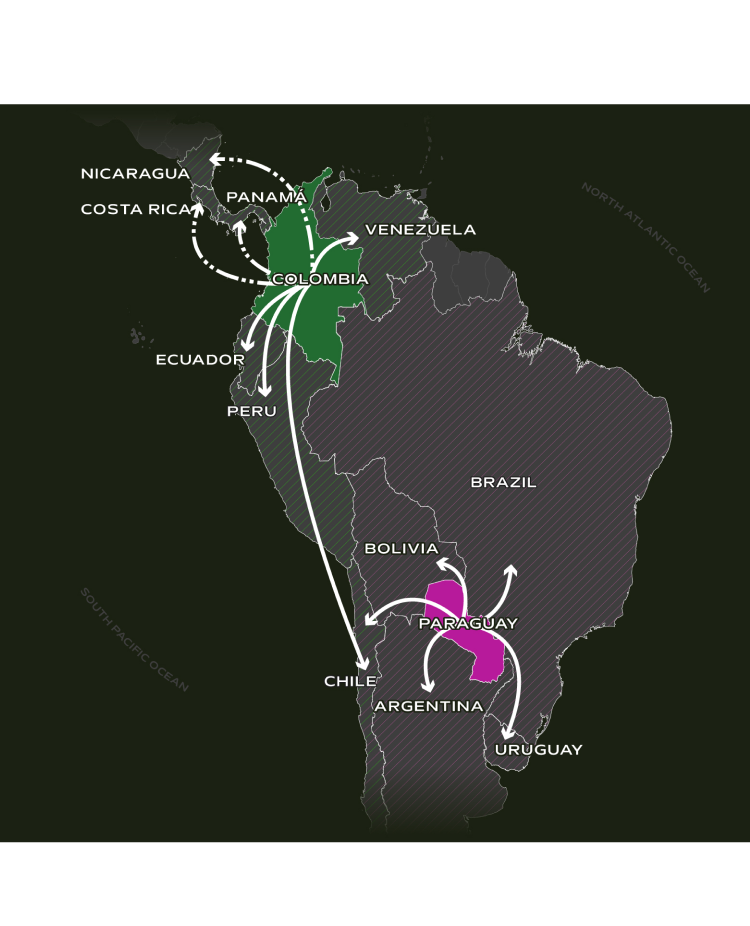 NICARAGUA
PANAMÁ
COSTA RICA
NORTH ATLANTIC OCEAN
VENEZUELA
COLOMBIA
ECUADOR
PERU
BRAZIL
BOLIVIA
SOUTH PACIFIC OCEAN
PARAGUAY
CHILE
ARGENTINA
URUGUAY